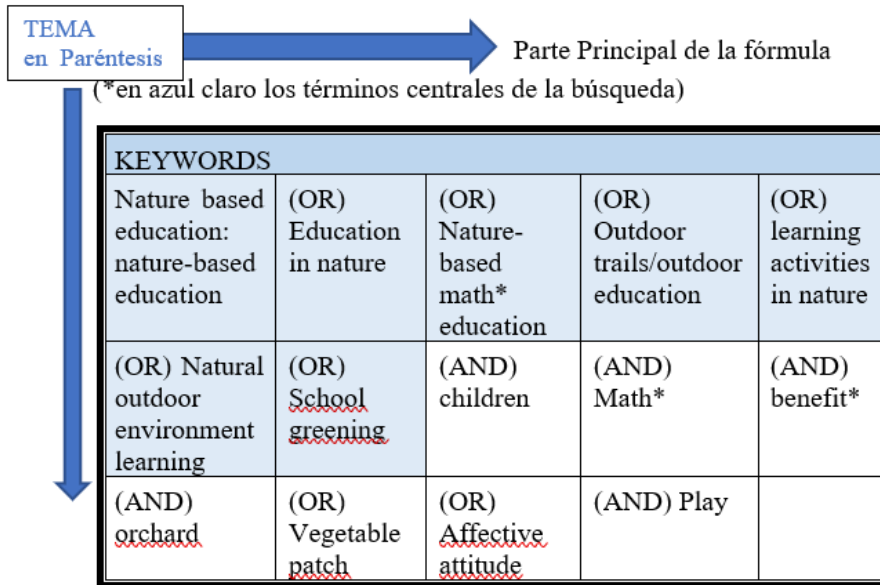 TEMA
en Paréntesis
Parte Principal de la fórmula
(*en azul claro los términos centrales de la búsqueda)
KEYWORDS
Nature based
education:
nature-based
education
(OR)
Education
in nature
(OR)
Nature-
based
math*
education
(OR)
Outdoor
trails/outdoor
education
(OR)
learning
activities
in nature
(OR) Natural
outdoor
environment
learning
(OR)
School
greening
(AND)
children
(AND)
Math*
(AND)
benefit*
(AND)
orchard
(OR)
Vegetable
patch
(OR)
Affective
attitude
(AND) Play